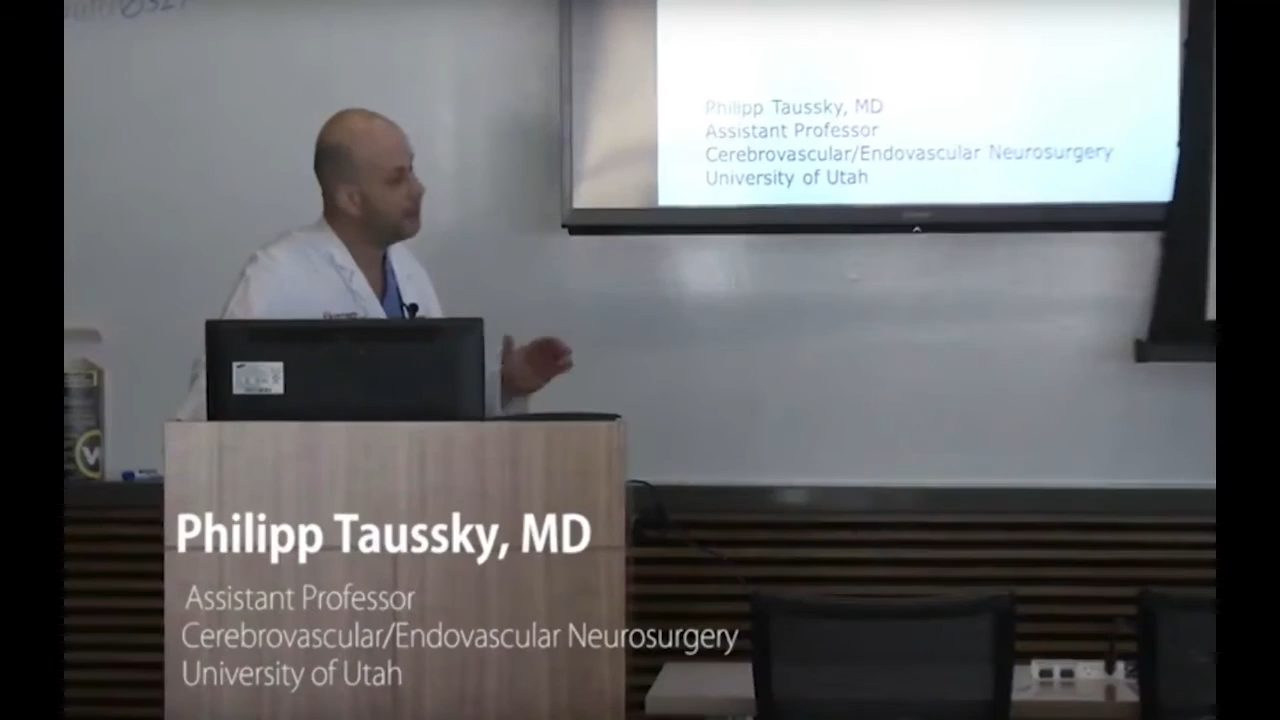 Philipp Taussky, MD
Assistant Professor
Cerebrovascular/Endovascular Neurosurgery
University of Utah
Philipp Taussky, MD
Assistant Professor
Cerebrovascular/Endovascular Neurosurgery
University of Utah